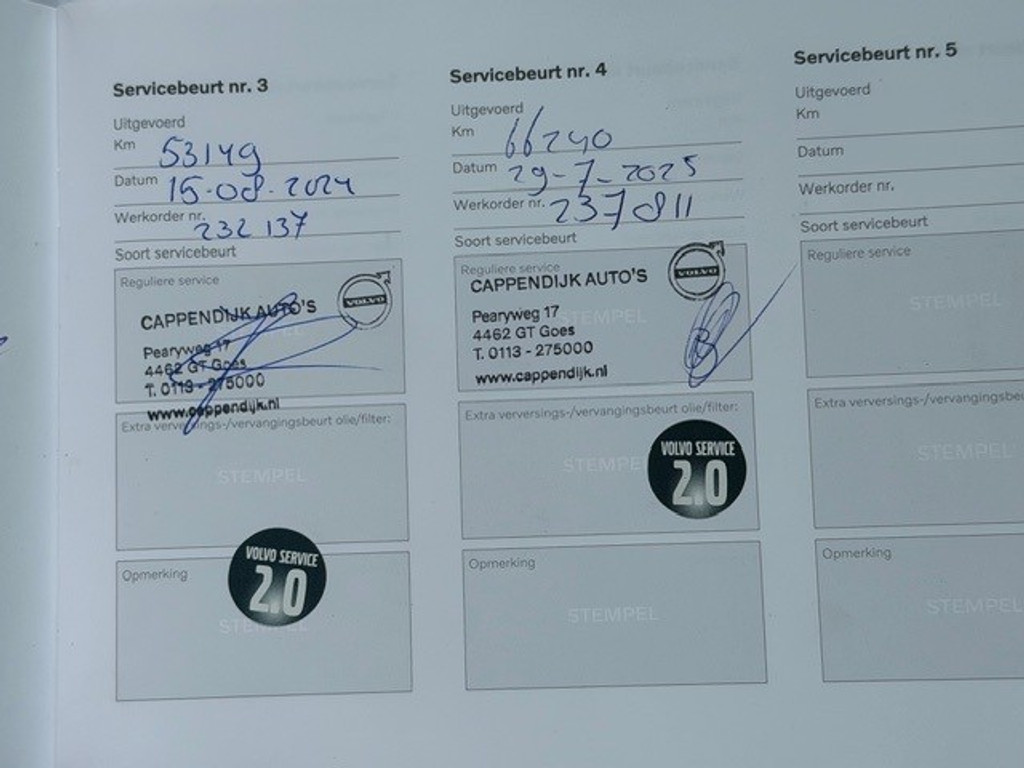 Servicebeurt nr. 3
Uitgevoerd
Km 53149
Datum 15-08-2024
Werkorder nr. 232137
Soort servicebeurt
Reguliere service
CAPPENDIJK AUTO'S
VOLVO
Pearyweg 17
4462 GT Goes
T. 0113 - 275000
www.cappendijk.nl
Extra verversings-/vervangingsbeurt olie/filter:
STEMPEL
Opmerking
VOLVO SERVICE
2.0
STEMPEL
Servicebeurt nr. 4
Uitgevoerd
Km 66240
Datum 29-7-2025
Werkorder nr. 237811
Soort servicebeurt
Reguliere service
CAPPENDIJK AUTO'S
VOLVO
STEMPEL
Pearyweg 17
4462 GT Goes
T. 0113 - 275000
www.cappendijk.nl
Extra verversings-/vervangingsbeurt olie/filter:
STEMPEL
VOLVO SERVICE
2.0
Opmerking
STEMPEL
Servicebeurt nr. 5
Uitgevoerd
Km
Datum
Werkorder nr.
Soort servicebeurt
Reguliere service
STEMPEL
Extra verversings-/vervangingsbeu
STEMPEL
Opmerking
STEMPEL